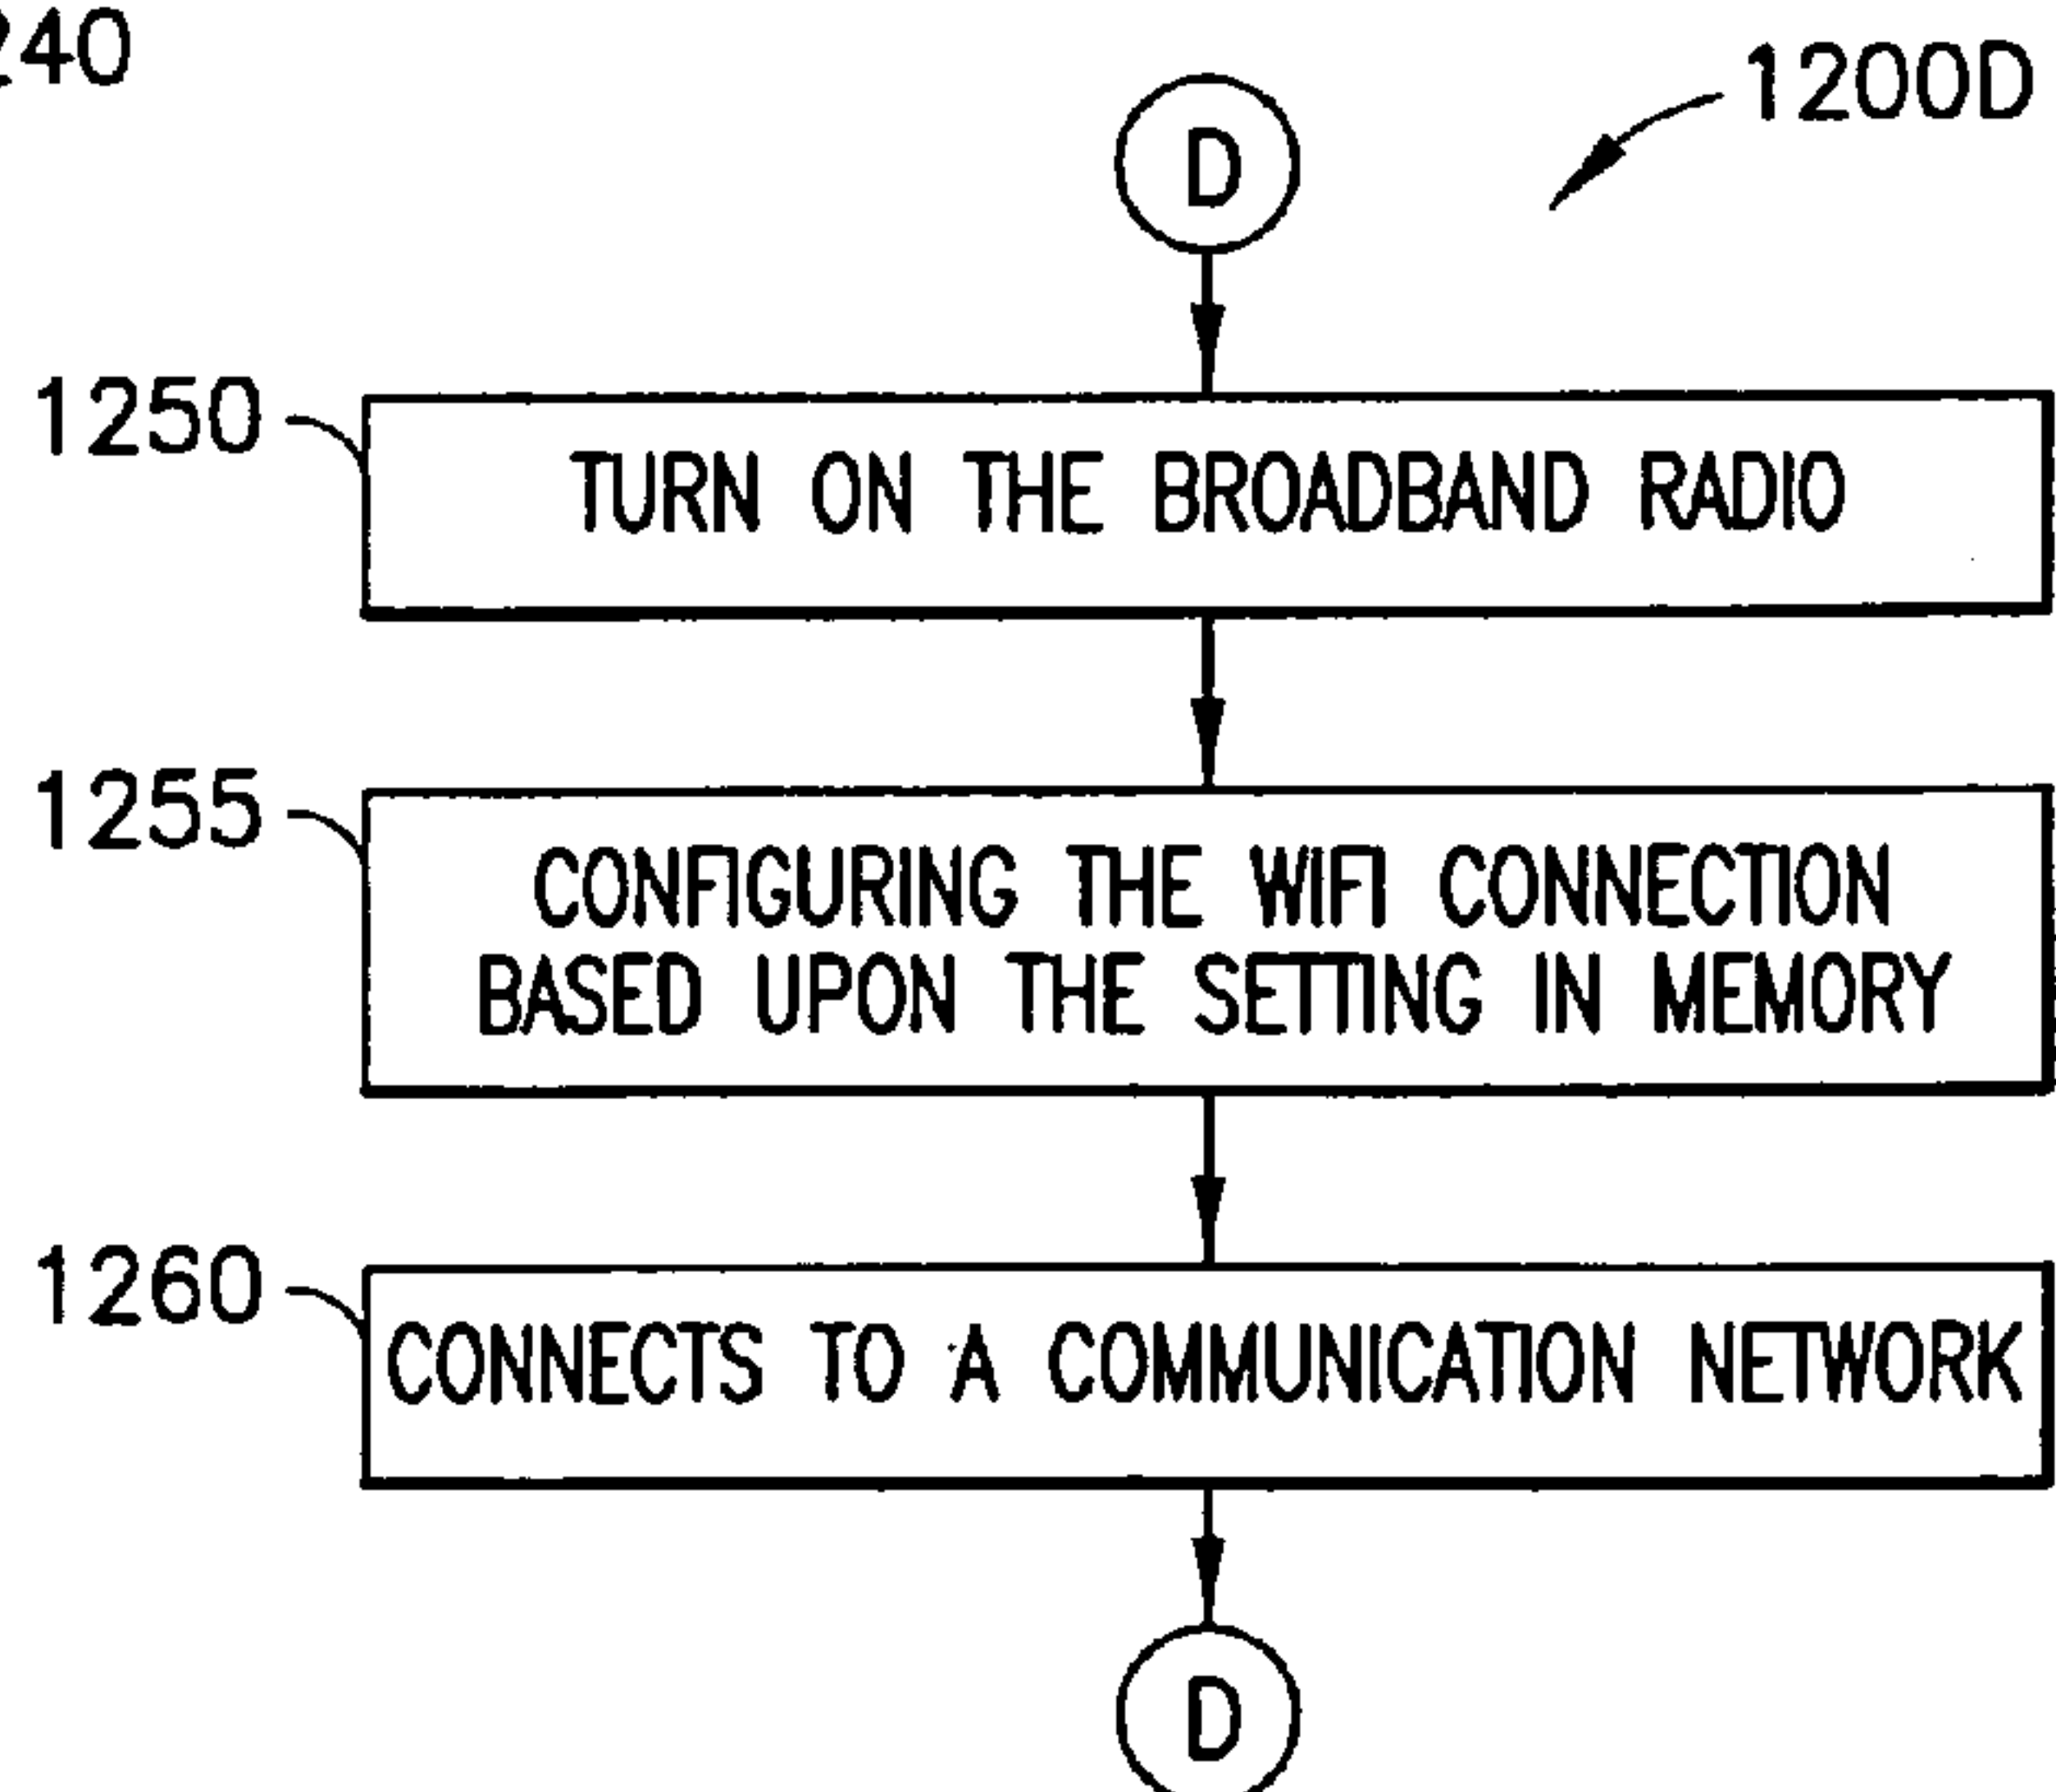 240
1200D
D
1250
TURN ON THE BROADBAND RADIO
1255
CONFIGURING THE WIFI CONNECTION
BASED UPON THE SETTING IN MEMORY
1260
CONNECTS TO A COMMUNICATION NETWORK
D